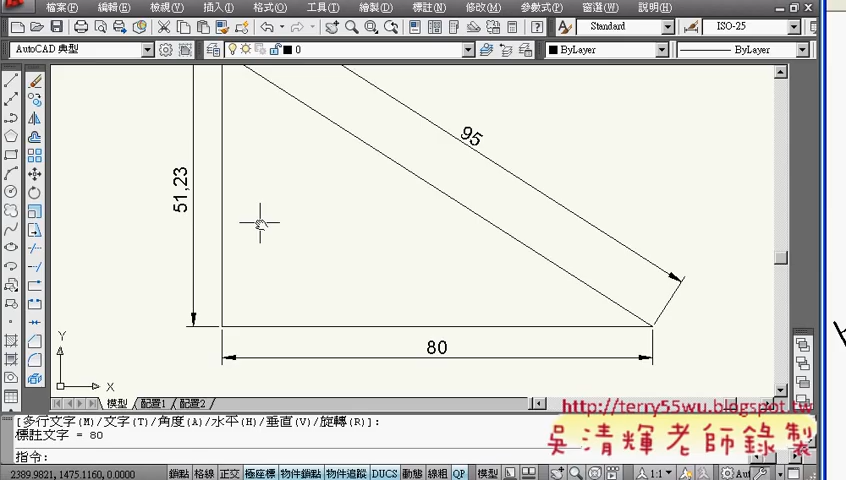 檔案(F) 編輯(E) 檢視(V) 插入(I) 格式(O) 工具(T) 繪製(D) 標註(N) 修改(M) 參數式(P) 視窗(W) 說明(H)
Standard ISO-25
AutoCAD 典型 0 ByLayer ByLayer
95
51,23
80
Y
X
模型 配置1 配置2
http://terry55wu.blogspot.tw
[多行文字(M)/文字(T)/角度(A)/水平(H)/垂直(V)/旋轉(R)]:
標註文字 = 80
吳清輝老師錄製
指令:
2389.9821, 1475.1160, 0.0000 鎖點 格線 正交 極座標 物件鎖點 物件追蹤 DUCS 動態 線粗 QP 模型 1:1